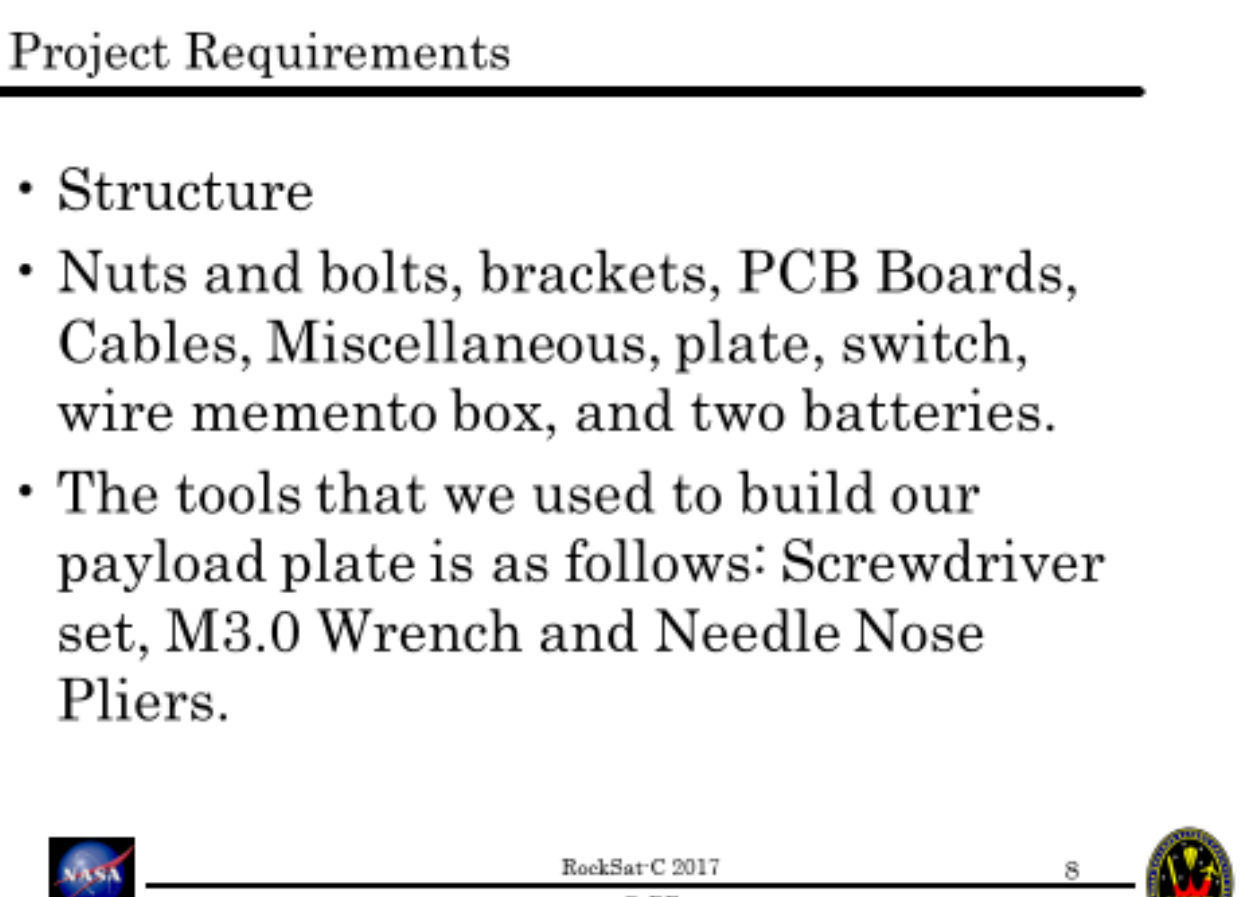 Project Requirements
• Structure
• Nuts and bolts, brackets, PCB Boards,
Cables, Miscellaneous, plate, switch,
wire memento box, and two batteries.
• The tools that we used to build our
payload plate is as follows: Screwdriver
set, M3.0 Wrench and Needle Nose
Pliers.
NASA
RockSat-C 2017
8